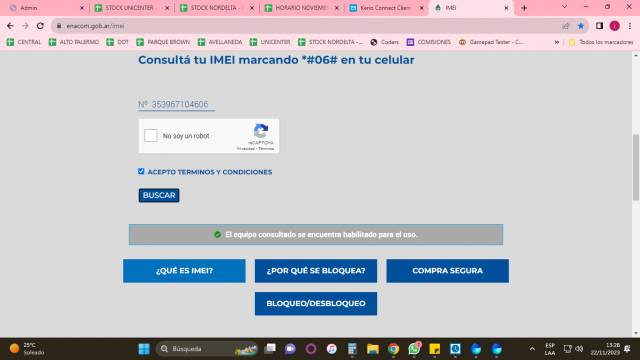 Admin
STOCK UNICENTER -
STOCK NORDELTA -
HORARIO NOVIEMB
Kerio Connect Client
IMEI
enacom.gob.ar/imei
CENTRAL
ALTO PALERMO
DOT
PARQUE BROWN
AVELLANEDA
UNICENTER
STOCK NORDELTA -...
Coders
COMISIONES
Gamepad Tester - C...
»
Todos los marcadores
Consultá tu IMEI marcando *#06# en tu celular
Nº 353967104606
No soy un robot
reCAPTCHA
Privacidad - Términos
ACEPTO TERMINOS Y CONDICIONES
BUSCAR
El equipo consultado se encuentra habilitado para el uso.
¿QUÉ ES IMEI?
¿POR QUÉ SE BLOQUEA?
COMPRA SEGURA
BLOQUEO/DESBLOQUEO
25°C
Soleado
Búsqueda
ESP
LAA
13:28
22/11/2023